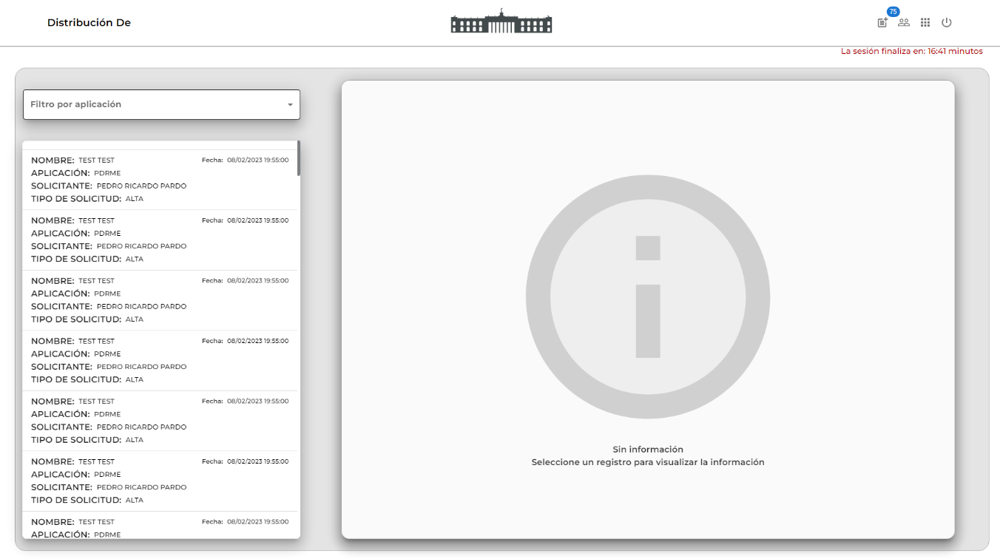 Distribución De
75
La sesión finaliza en: 16:41 minutos
Filtro por aplicación
NOMBRE: TEST TEST Fecha: 08/02/2023 19:55:00
APLICACIÓN: PDRME
SOLICITANTE: PEDRO RICARDO PARDO
TIPO DE SOLICITUD: ALTA
NOMBRE: TEST TEST Fecha: 08/02/2023 19:55:00
APLICACIÓN: PDRME
SOLICITANTE: PEDRO RICARDO PARDO
TIPO DE SOLICITUD: ALTA
NOMBRE: TEST TEST Fecha: 08/02/2023 19:55:00
APLICACIÓN: PDRME
SOLICITANTE: PEDRO RICARDO PARDO
TIPO DE SOLICITUD: ALTA
NOMBRE: TEST TEST Fecha: 08/02/2023 19:55:00
APLICACIÓN: PDRME
SOLICITANTE: PEDRO RICARDO PARDO
TIPO DE SOLICITUD: ALTA
NOMBRE: TEST TEST Fecha: 08/02/2023 19:55:00
APLICACIÓN: PDRME
SOLICITANTE: PEDRO RICARDO PARDO
TIPO DE SOLICITUD: ALTA
NOMBRE: TEST TEST Fecha: 08/02/2023 19:55:00
APLICACIÓN: PDRME
SOLICITANTE: PEDRO RICARDO PARDO
TIPO DE SOLICITUD: ALTA
NOMBRE: TEST TEST Fecha: 08/02/2023 19:55:00
APLICACIÓN: PDRME
Sin información
Seleccione un registro para visualizar la información